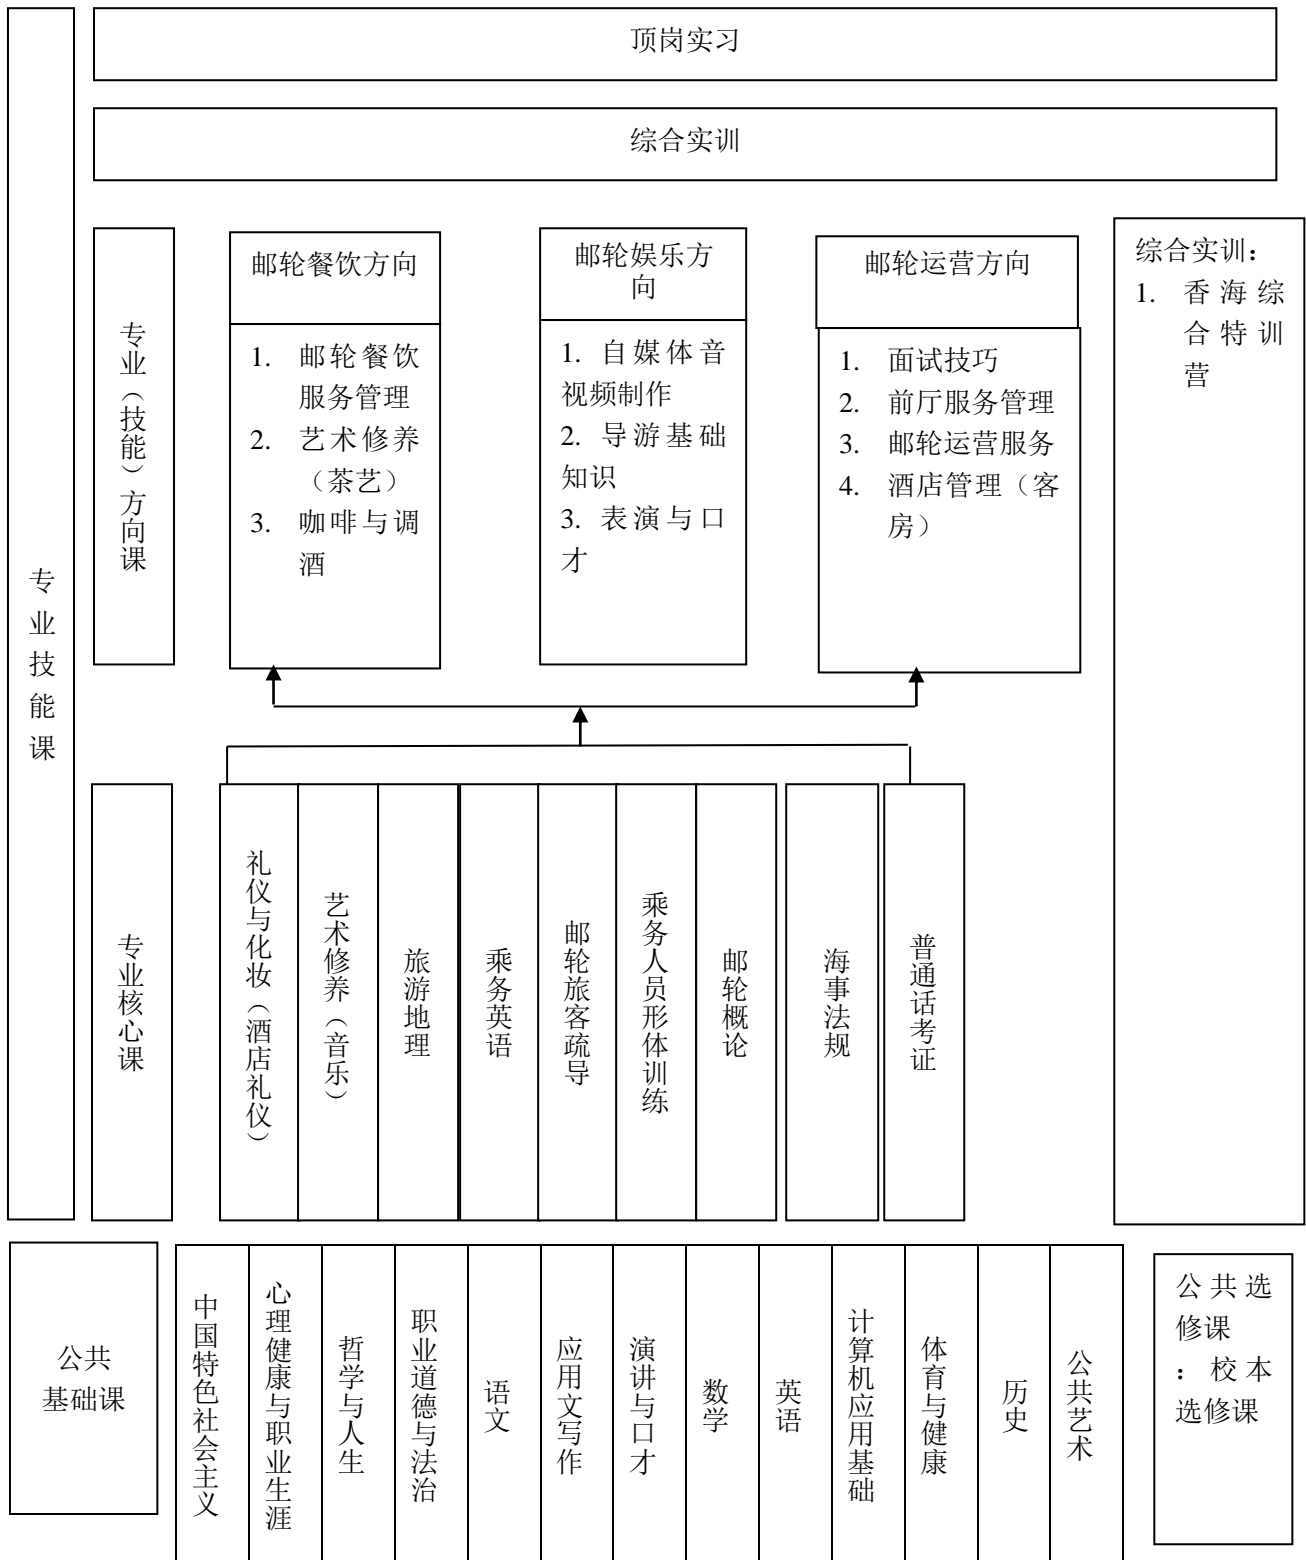 顶岗实习
综合实训
专业技能课
专业（技能）方向课
邮轮餐饮方向
1. 邮轮餐饮
服务管理
2. 艺术修养
（茶艺）
3. 咖啡与调
酒
邮轮娱乐方
向
1. 自媒体音
视频制作
2. 导游基础
知识
3. 表演与口
才
邮轮运营方向
1. 面试技巧
2. 前厅服务管理
3. 邮轮运营服务
4. 酒店管理（客
房）
综合实训：
1. 香海综
合特训
营
专业核心课
礼仪与化妆（酒店礼仪）
艺术修养（音乐）
旅游地理
乘务英语
邮轮旅客疏导
乘务人员形体训练
邮轮概论
海事法规
普通话考证
公共
基础课
中国特色社会主义
心理健康与职业生涯
哲学与人生
职业道德与法治
语文
应用文写作
演讲与口才
数学
英语
计算机应用基础
体育与健康
历史
公共艺术
公共选
修课
：校本
选修课